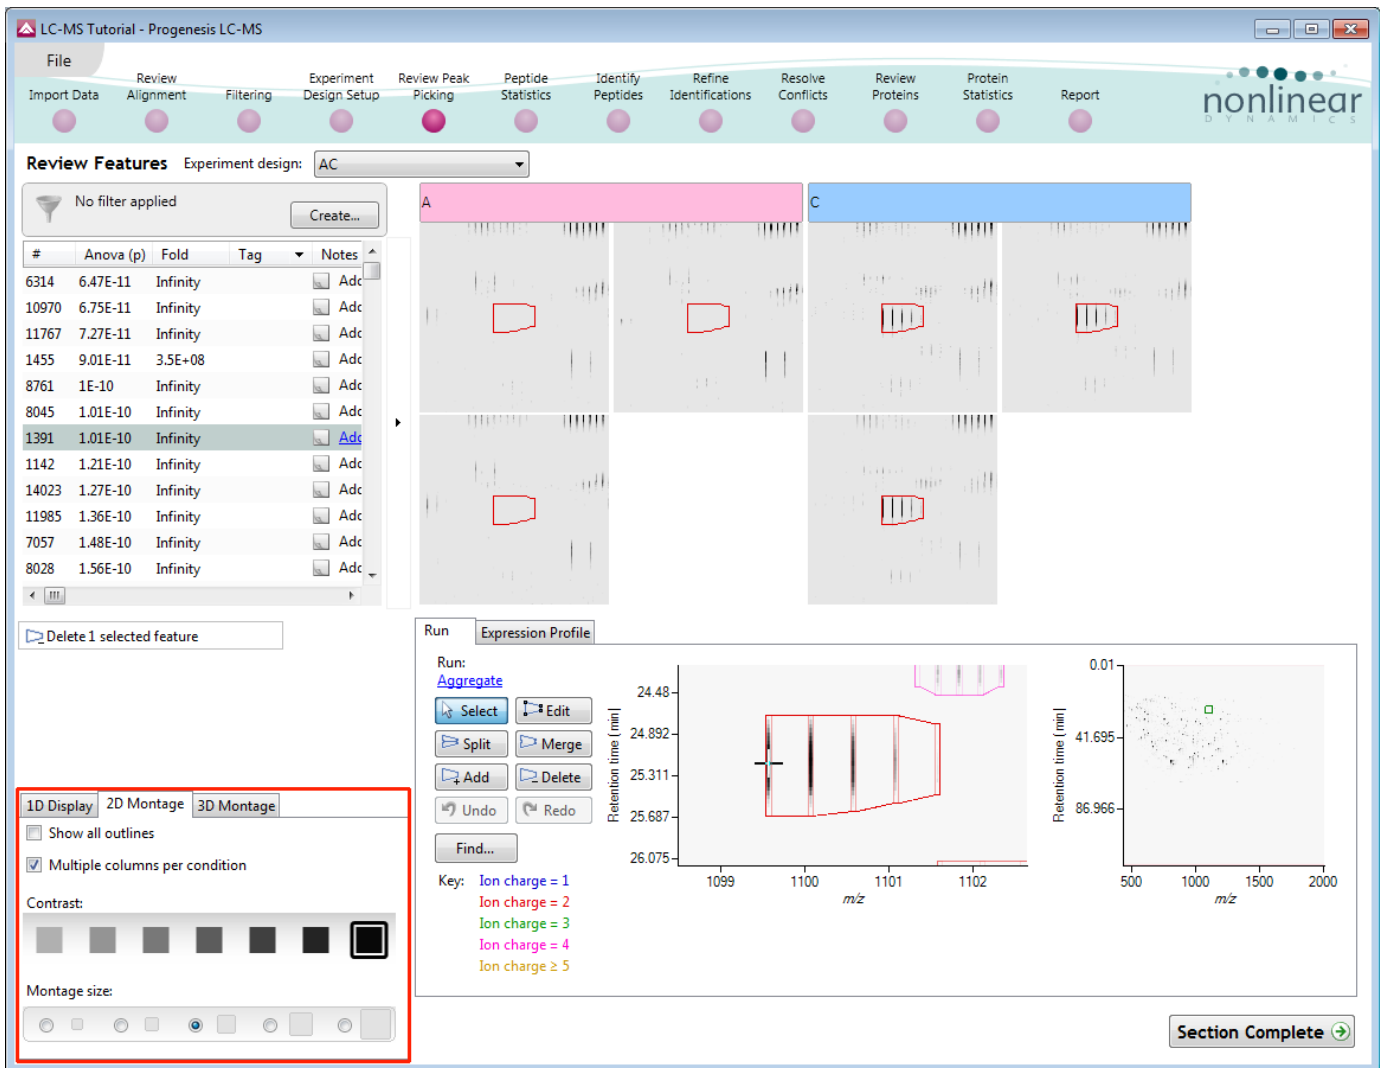 LC-MS Tutorial - Progenesis LC-MS
File
Import Data
Review Alignment
Filtering
Experiment Design Setup
Review Peak Picking
Peptide Statistics
Identify Peptides
Refine Identifications
Resolve Conflicts
Review Proteins
Protein Statistics
Report
nonlinear
DYNAMICS
Review Features Experiment design: AC
No filter applied
Create...
# Anova (p) Fold Tag Notes
6314 6.47E-11 Infinity Add
10970 6.75E-11 Infinity Add
11767 7.27E-11 Infinity Add
1455 9.01E-11 3.5E+08 Add
8761 1E-10 Infinity Add
8045 1.01E-10 Infinity Add
1391 1.01E-10 Infinity Add
1142 1.21E-10 Infinity Add
14023 1.27E-10 Infinity Add
11985 1.36E-10 Infinity Add
7057 1.48E-10 Infinity Add
8028 1.56E-10 Infinity Add
Delete 1 selected feature
A
C
1D Display 2D Montage 3D Montage
Show all outlines
Multiple columns per condition
Contrast:
Montage size:
Run Expression Profile
Run:
Aggregate
Select Edit
Split Merge
Add Delete
Undo Redo
Find...
Key: Ion charge = 1
Ion charge = 2
Ion charge = 3
Ion charge = 4
Ion charge ≥ 5
Retention time (min)
24.48
24.892
25.311
25.687
26.075
1099 1100 1101 1102
m/z
Retention time (min)
0.01
41.695
86.966
500 1000 1500 2000
m/z
Section Complete